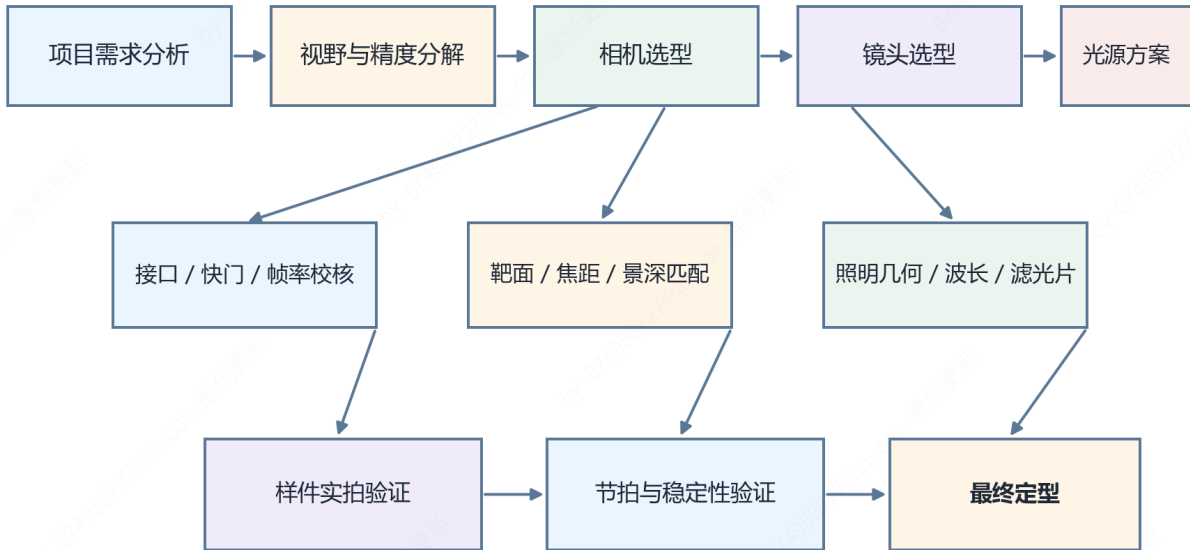 项目需求分析
视野与精度分解
相机选型
镜头选型
光源方案
接口 / 快门 / 帧率校核
靶面 / 焦距 / 景深匹配
照明几何 / 波长 / 滤光片
样件实拍验证
节拍与稳定性验证
最终定型